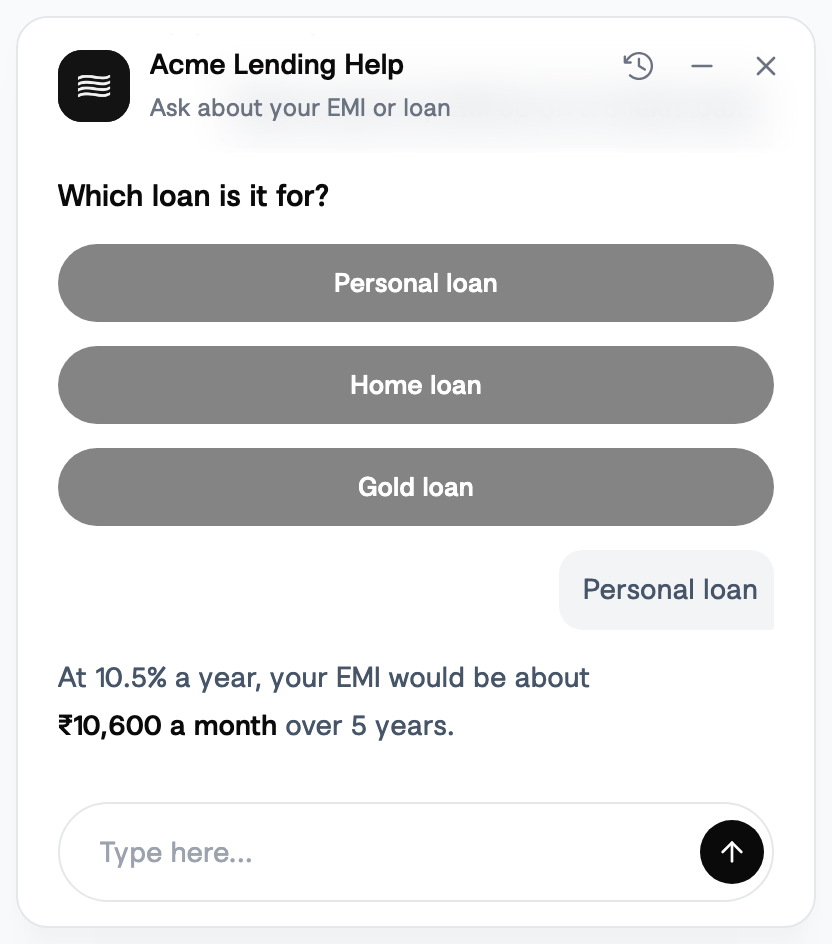 Acme Lending Help
Ask about your EMI or loan
Which loan is it for?
Personal loan
Home loan
Gold loan
Personal loan
At 10.5% a year, your EMI would be about
₹10,600 a month over 5 years.
Type here...